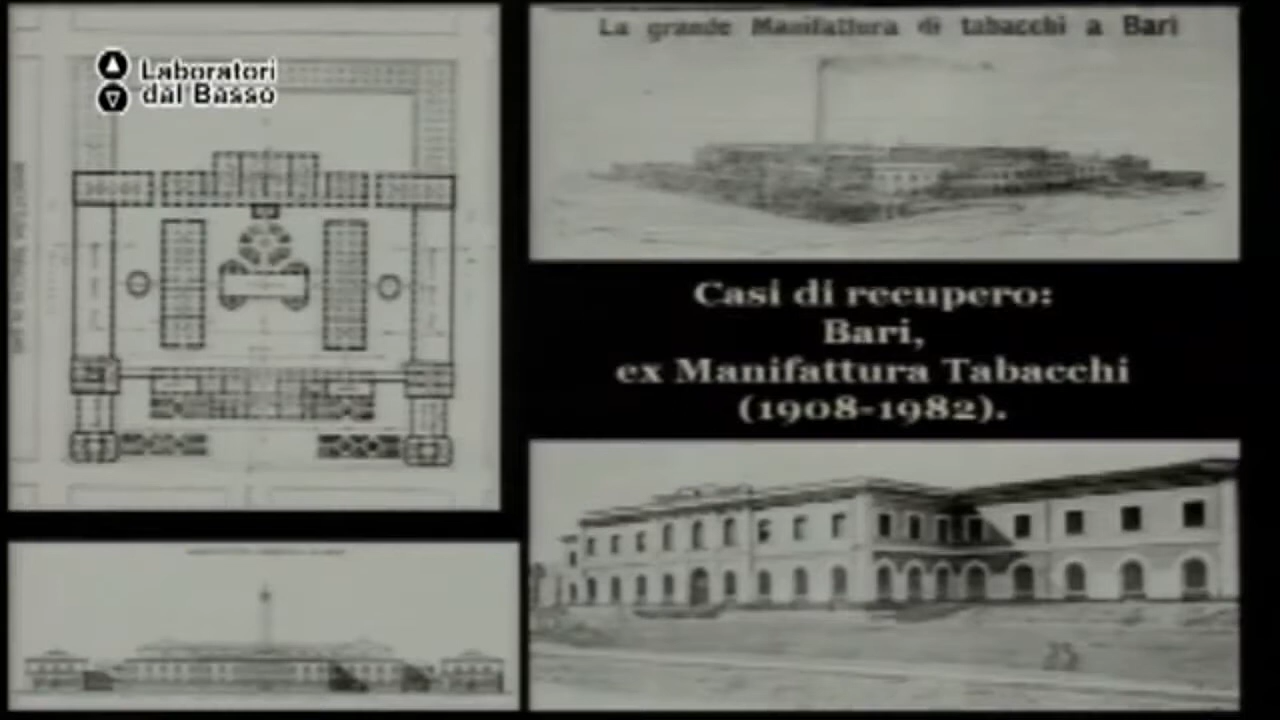 Laboratori
dal Basso
La grande Manifattura di tabacchi a Bari
Casi di recupero:
Bari,
ex Manifattura Tabacchi
(1908-1982).